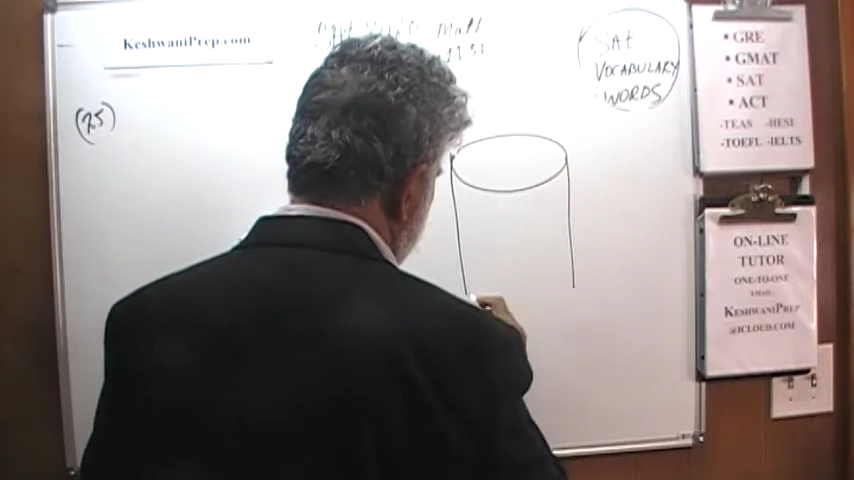 KeshwaniPrep.com
Math
(25)
SAt
VOCABULARY
WORDS
• GRE
• GMAT
• SAT
• ACT
-TEAS -HESI
-TOEFL -IELTS
ON-LINE
TUTOR
ONE-TO-ONE
EMAIL:
KESHWANIPREP
@ICLOUD.COM